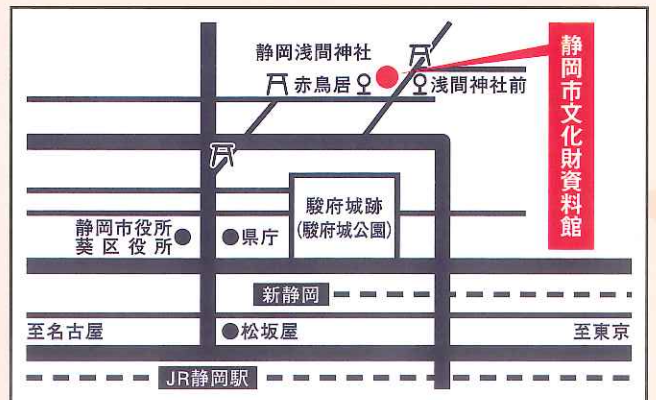 静岡浅間神社
赤鳥居
浅間神社前
静岡市文化財資料館
駿府城跡
(駿府城公園)
静岡市役所
葵区役所
県庁
新静岡
至名古屋
松坂屋
至東京
JR静岡駅